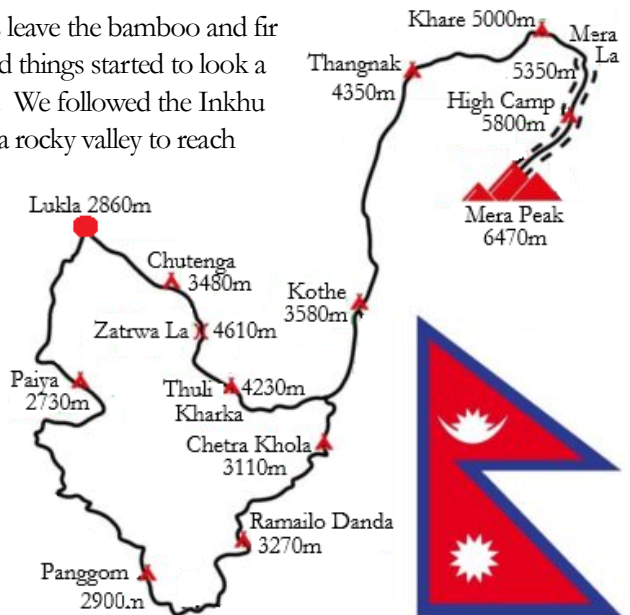 leave the bamboo and fir
things started to look a
We followed the Inkhu
a rocky valley to reach
Khare 5000m
Mera
La
5350m
Thangnak
4350m
High Camp
5800m
Mera Peak
6470m
Lukla 2860m
Chutenga
3480m
Kothe
3580m
Zatrwa La 4610m
Paiya
2730m
Thuli 4230m
Kharka
Chetra Khola
3110m
Ramailo Danda
3270m
Panggom
2900m